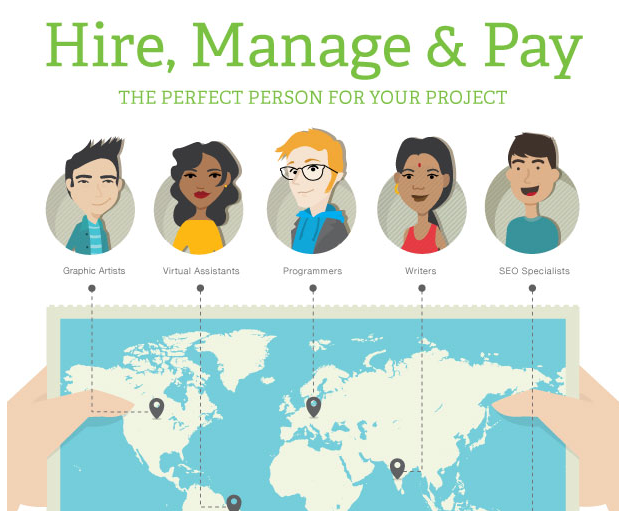 Hire, Manage & Pay
THE PERFECT PERSON FOR YOUR PROJECT
Graphic Artists Virtual Assistants Programmers Writers SEO Specialists